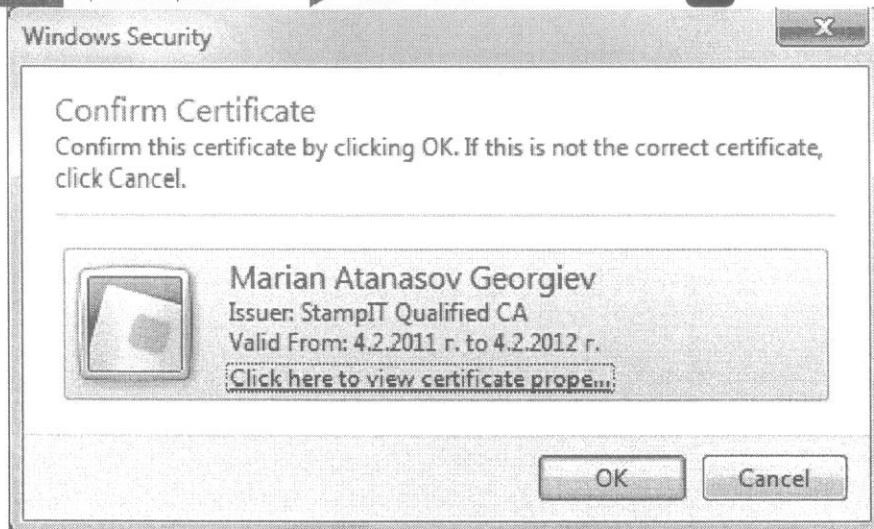 Windows Security
Confirm Certificate
Confirm this certificate by clicking OK. If this is not the correct certificate,
click Cancel.
Marian Atanasov Georgiev
Issuer: StampIT Qualified CA
Valid From: 4.2.2011 г. to 4.2.2012 г.
Click here to view certificate prope...
OK
Cancel